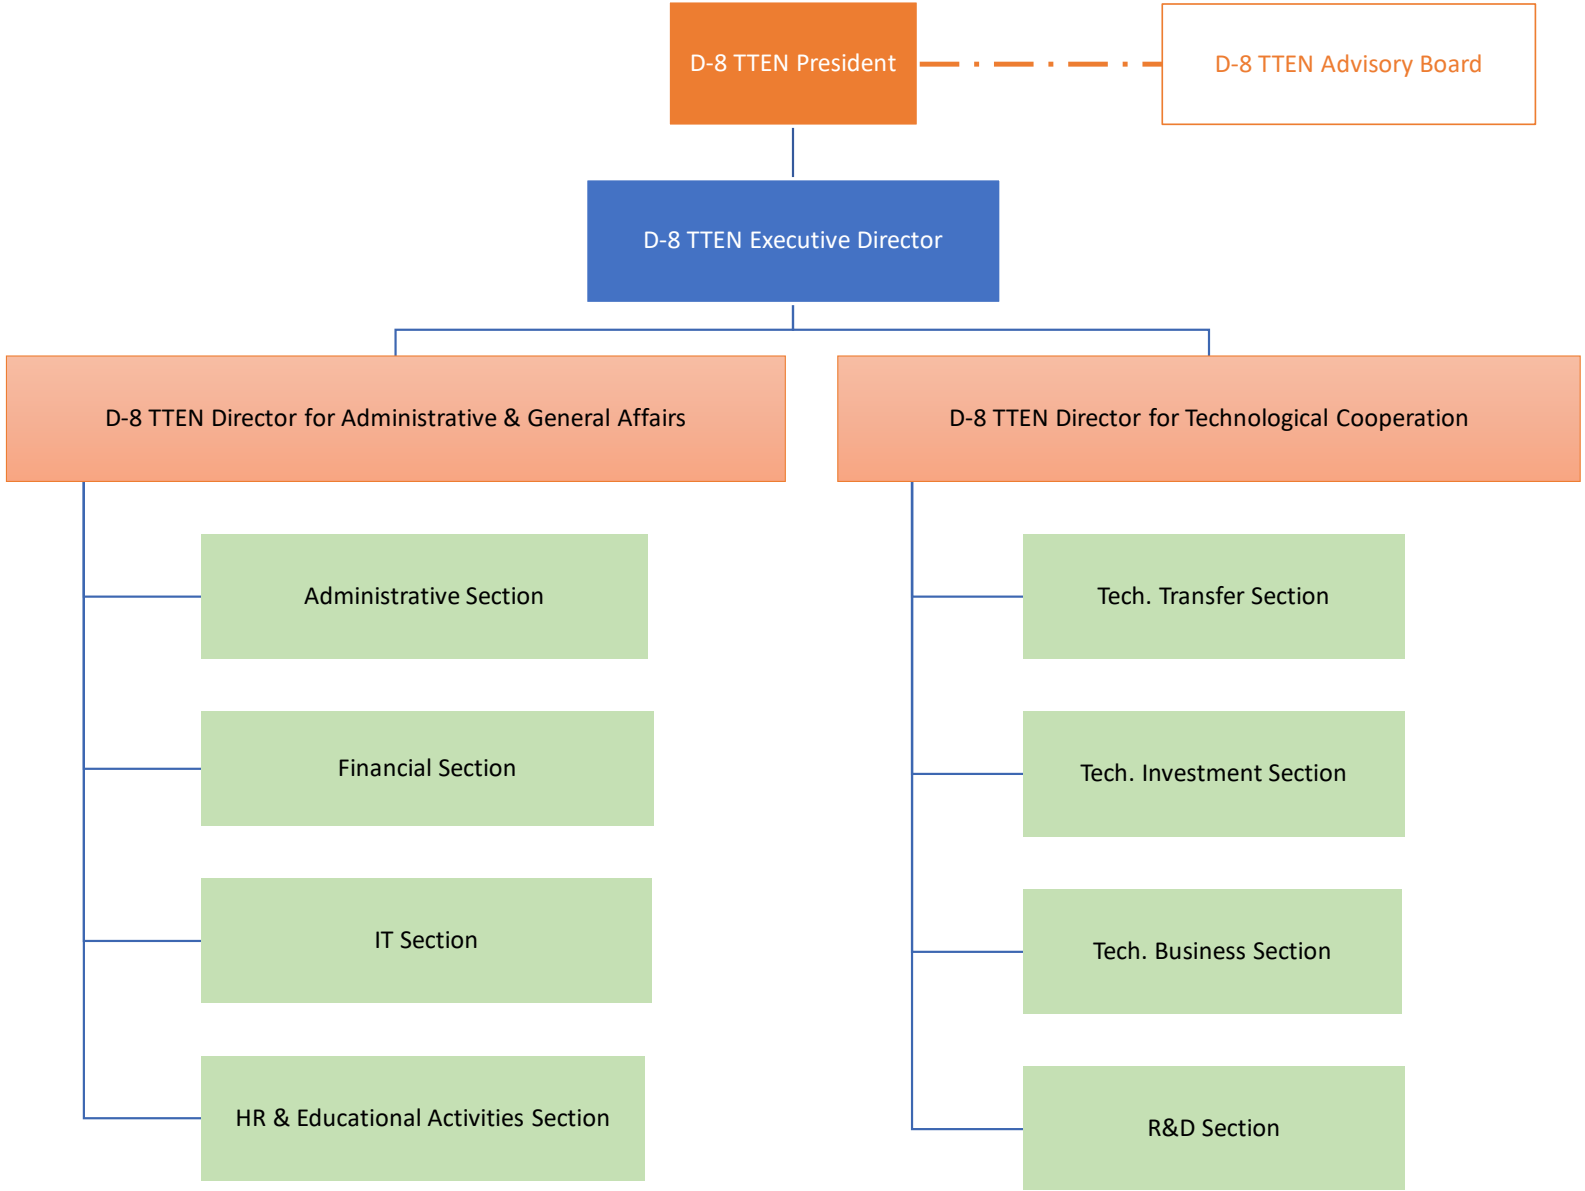 D-8 TTEN President
D-8 TTEN Advisory Board
D-8 TTEN Executive Director
D-8 TTEN Director for Administrative & General Affairs
D-8 TTEN Director for Technological Cooperation
Administrative Section
Tech. Transfer Section
Financial Section
Tech. Investment Section
IT Section
Tech. Business Section
HR & Educational Activities Section
R&D Section